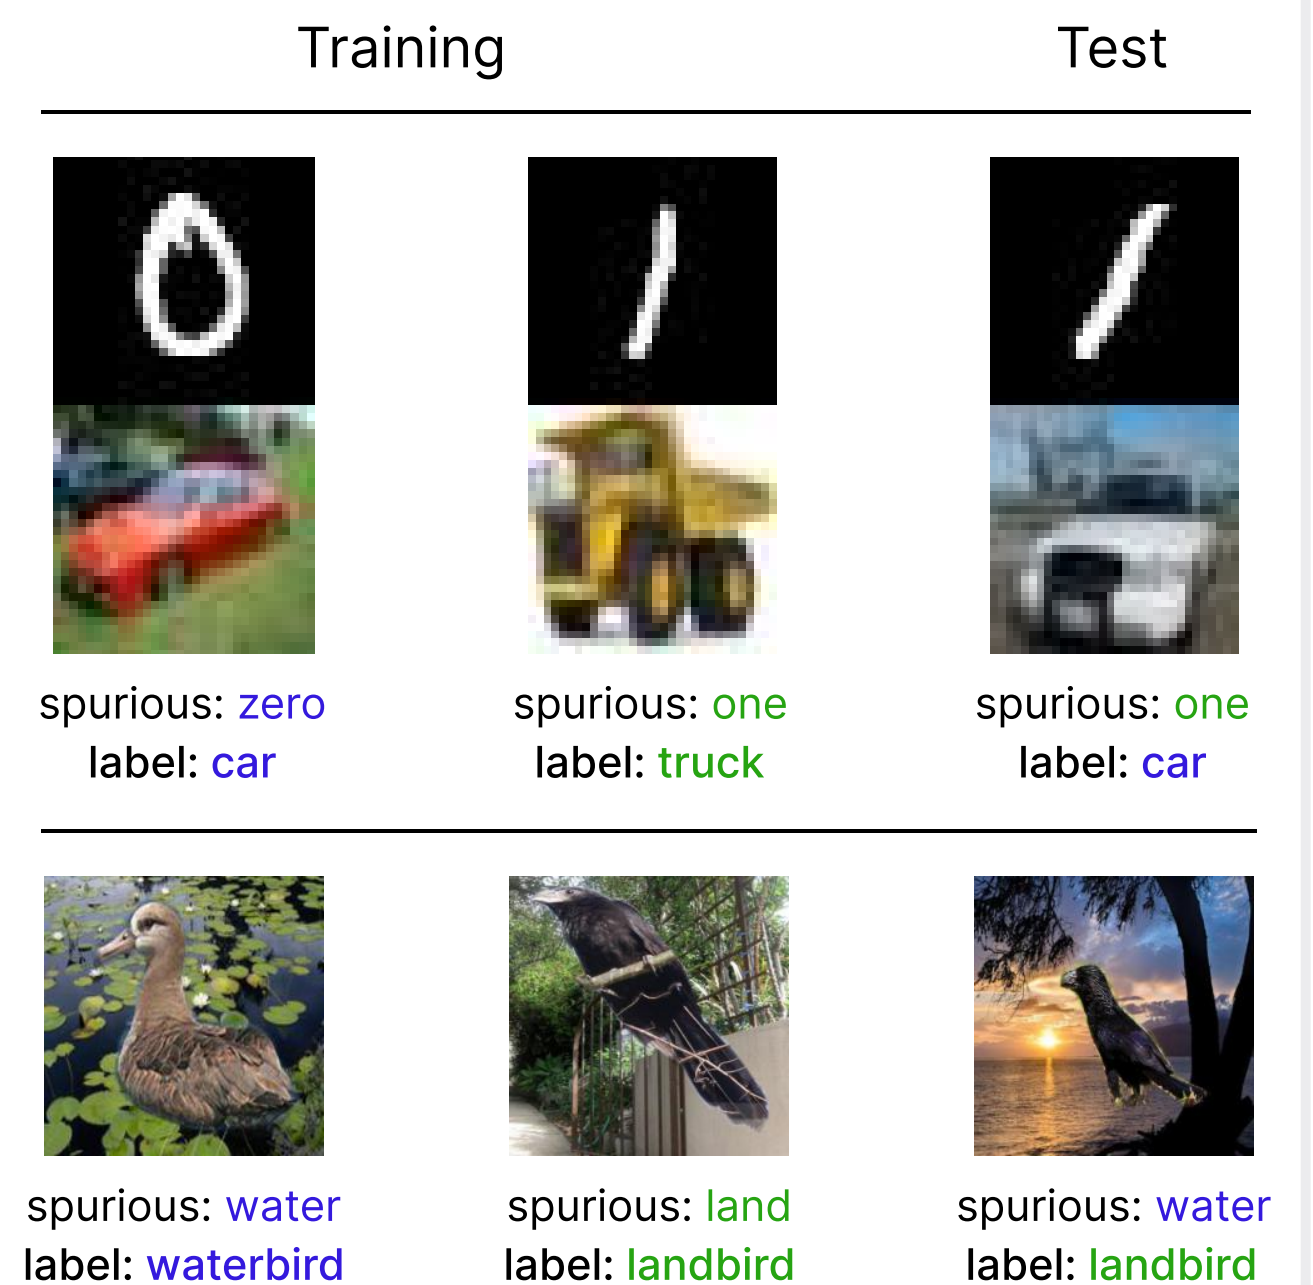 Training Test
spurious: zero spurious: one spurious: one
label: car label: truck label: car
spurious: water spurious: land spurious: water
label: waterbird label: landbird label: landbird